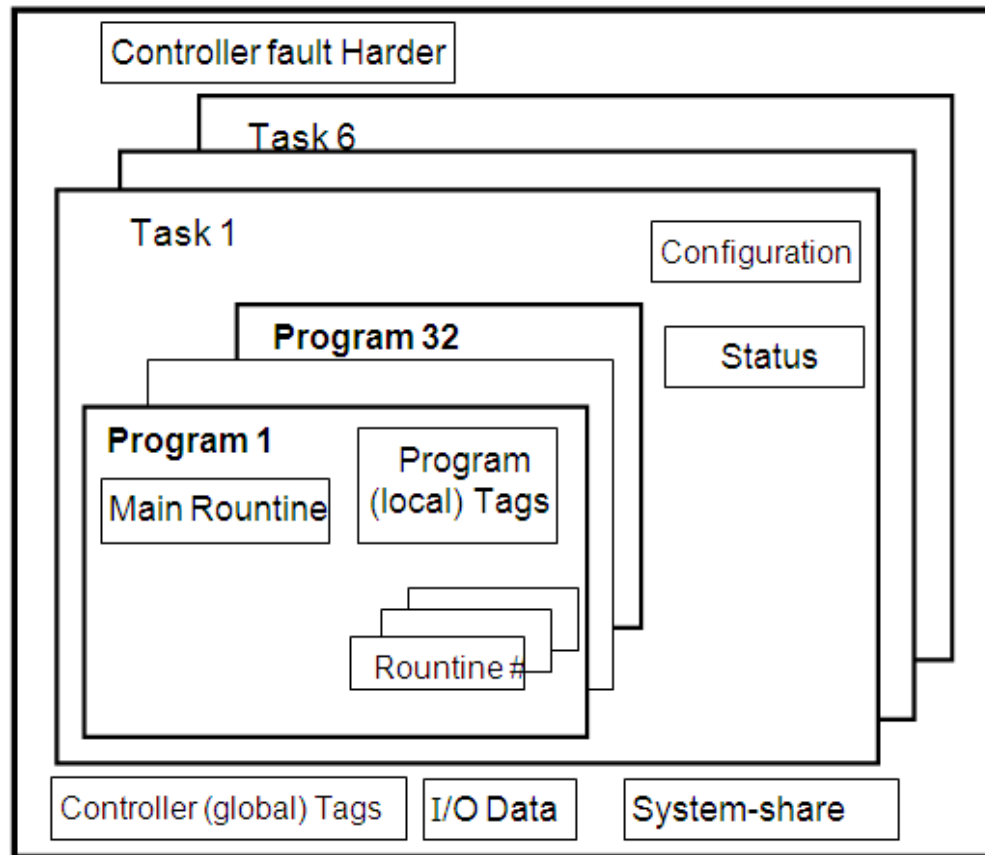 Controller fault Harder
Task 6
Task 1
Configuration
Program 32
Status
Program 1
Program
(local) Tags
Main Rountine
Rountine #
Controller (global) Tags
I/O Data
System-share